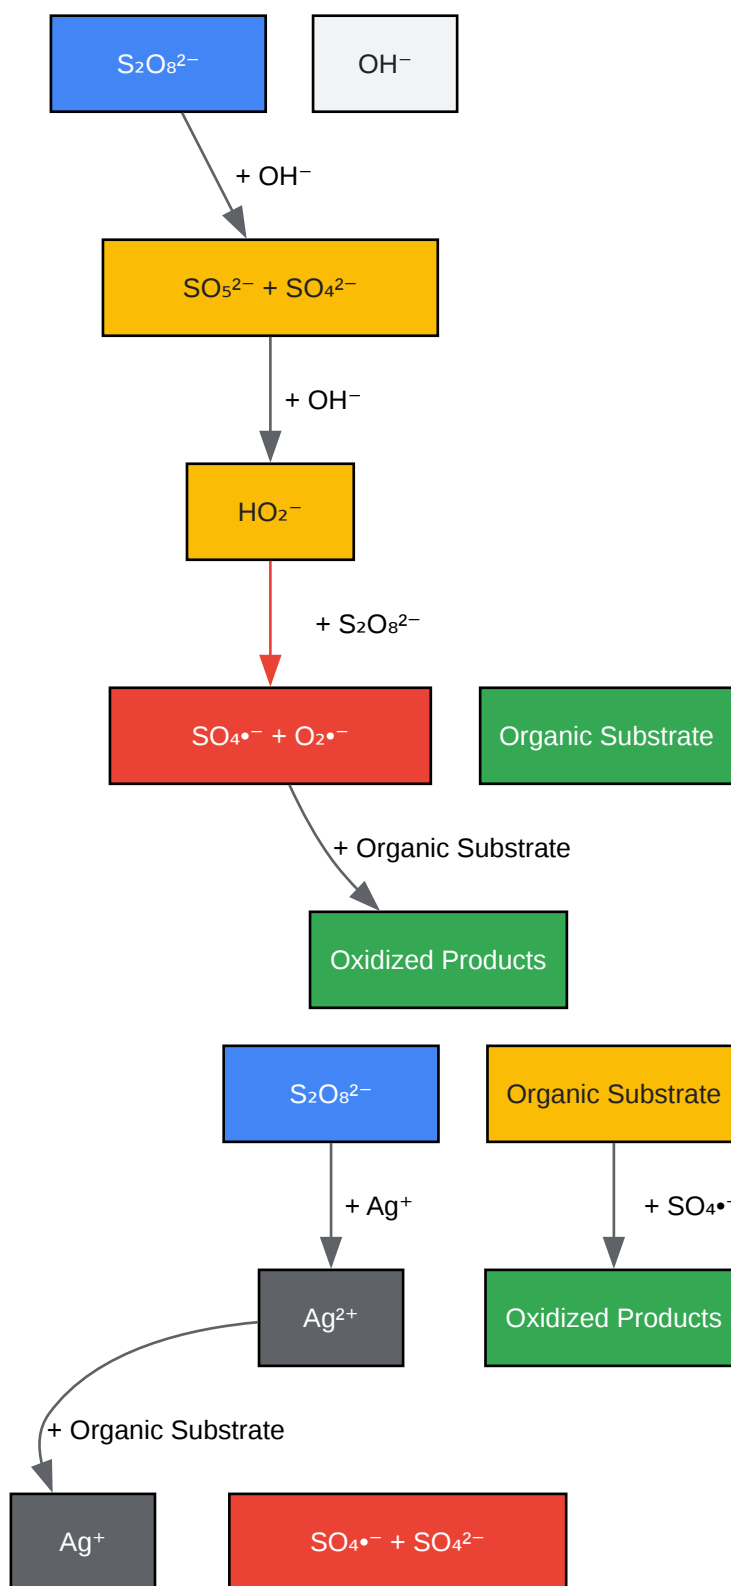 S₂O₈²⁻
OH⁻
+ OH⁻
SO₅²⁻ + SO₄²⁻
+ OH⁻
HO₂⁻
+ S₂O₈²⁻
SO₄•⁻ + O₂•⁻
Organic Substrate
+ Organic Substrate
Oxidized Products
S₂O₈²⁻
Organic Substrate
+ Ag⁺
+ SO₄•⁻
Ag²⁺
Oxidized Products
+ Organic Substrate
Ag⁺
SO₄•⁻ + SO₄²⁻